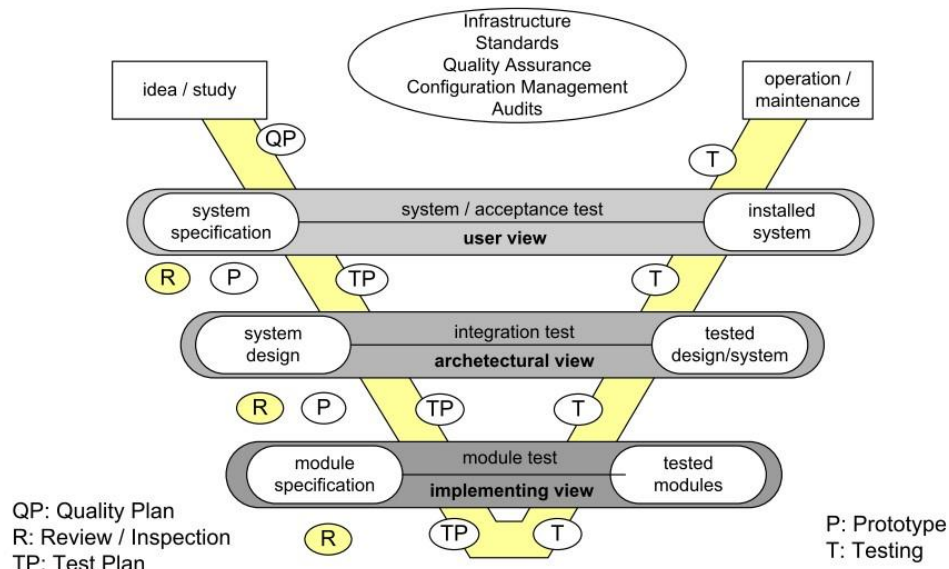 Infrastructure
Standards
Quality Assurance
Configuration Management
Audits
idea / study
operation /
maintenance
QP
T
system
specification
system / acceptance test
user view
installed
system
R
P
TP
T
system
design
integration test
archetectural view
tested
design/system
R
P
TP
T
module
specification
module test
implementing view
tested
modules
R
TP
T
QP: Quality Plan
R: Review / Inspection
TP: Test Plan
P: Prototype
T: Testing